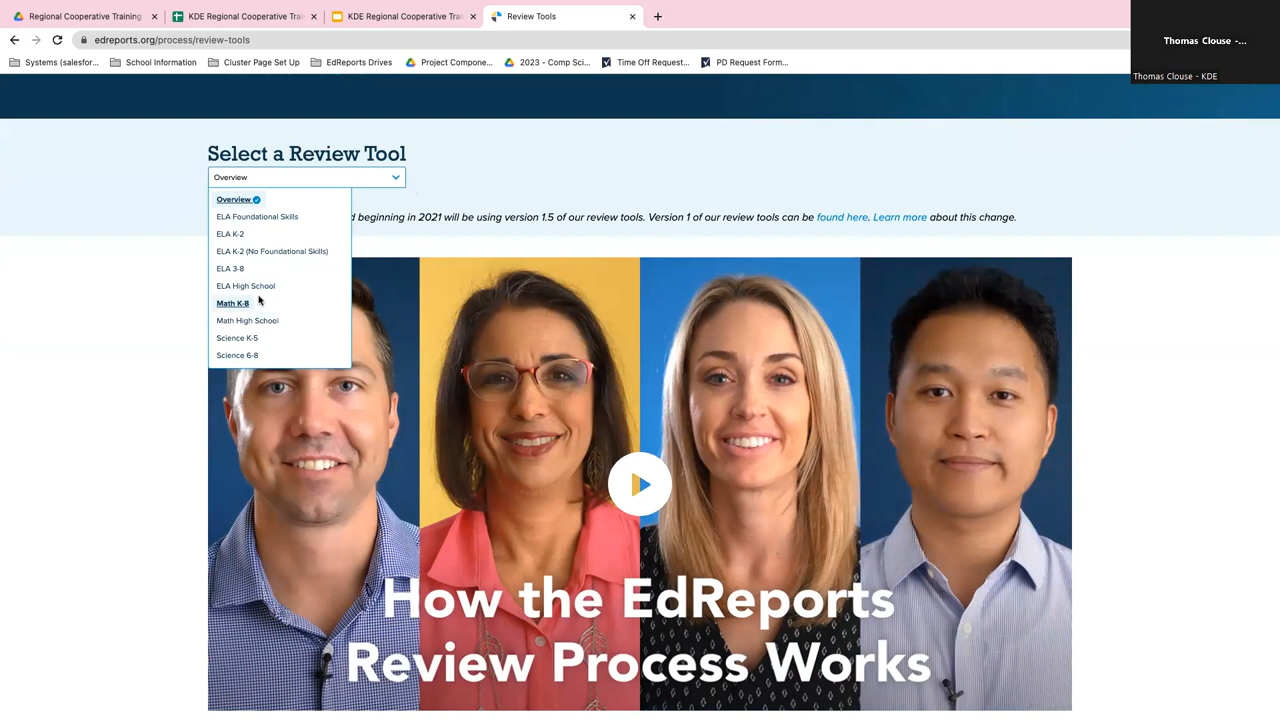 Regional Cooperative Training
KDE Regional Cooperative Trai
KDE Regional Cooperative Trai
Review Tools
edreports.org/process/review-tools
Systems (salesfor...
School Information
Cluster Page Set Up
EdReports Drives
Project Compone...
2023 - Comp Sci...
Time Off Request...
PD Request Form...
Thomas Clouse -...
Thomas Clouse - KDE
Select a Review Tool
Overview
Overview
ELA Foundational Skills
d beginning in 2021 will be using version 1.5 of our review tools. Version 1 of our review tools can be found here. Learn more about this change.
ELA K-2
ELA K-2 (No Foundational Skills)
ELA 3-8
ELA High School
Math K-8
Math High School
Science K-5
Science 6-8
How the EdReports
Review Process Works